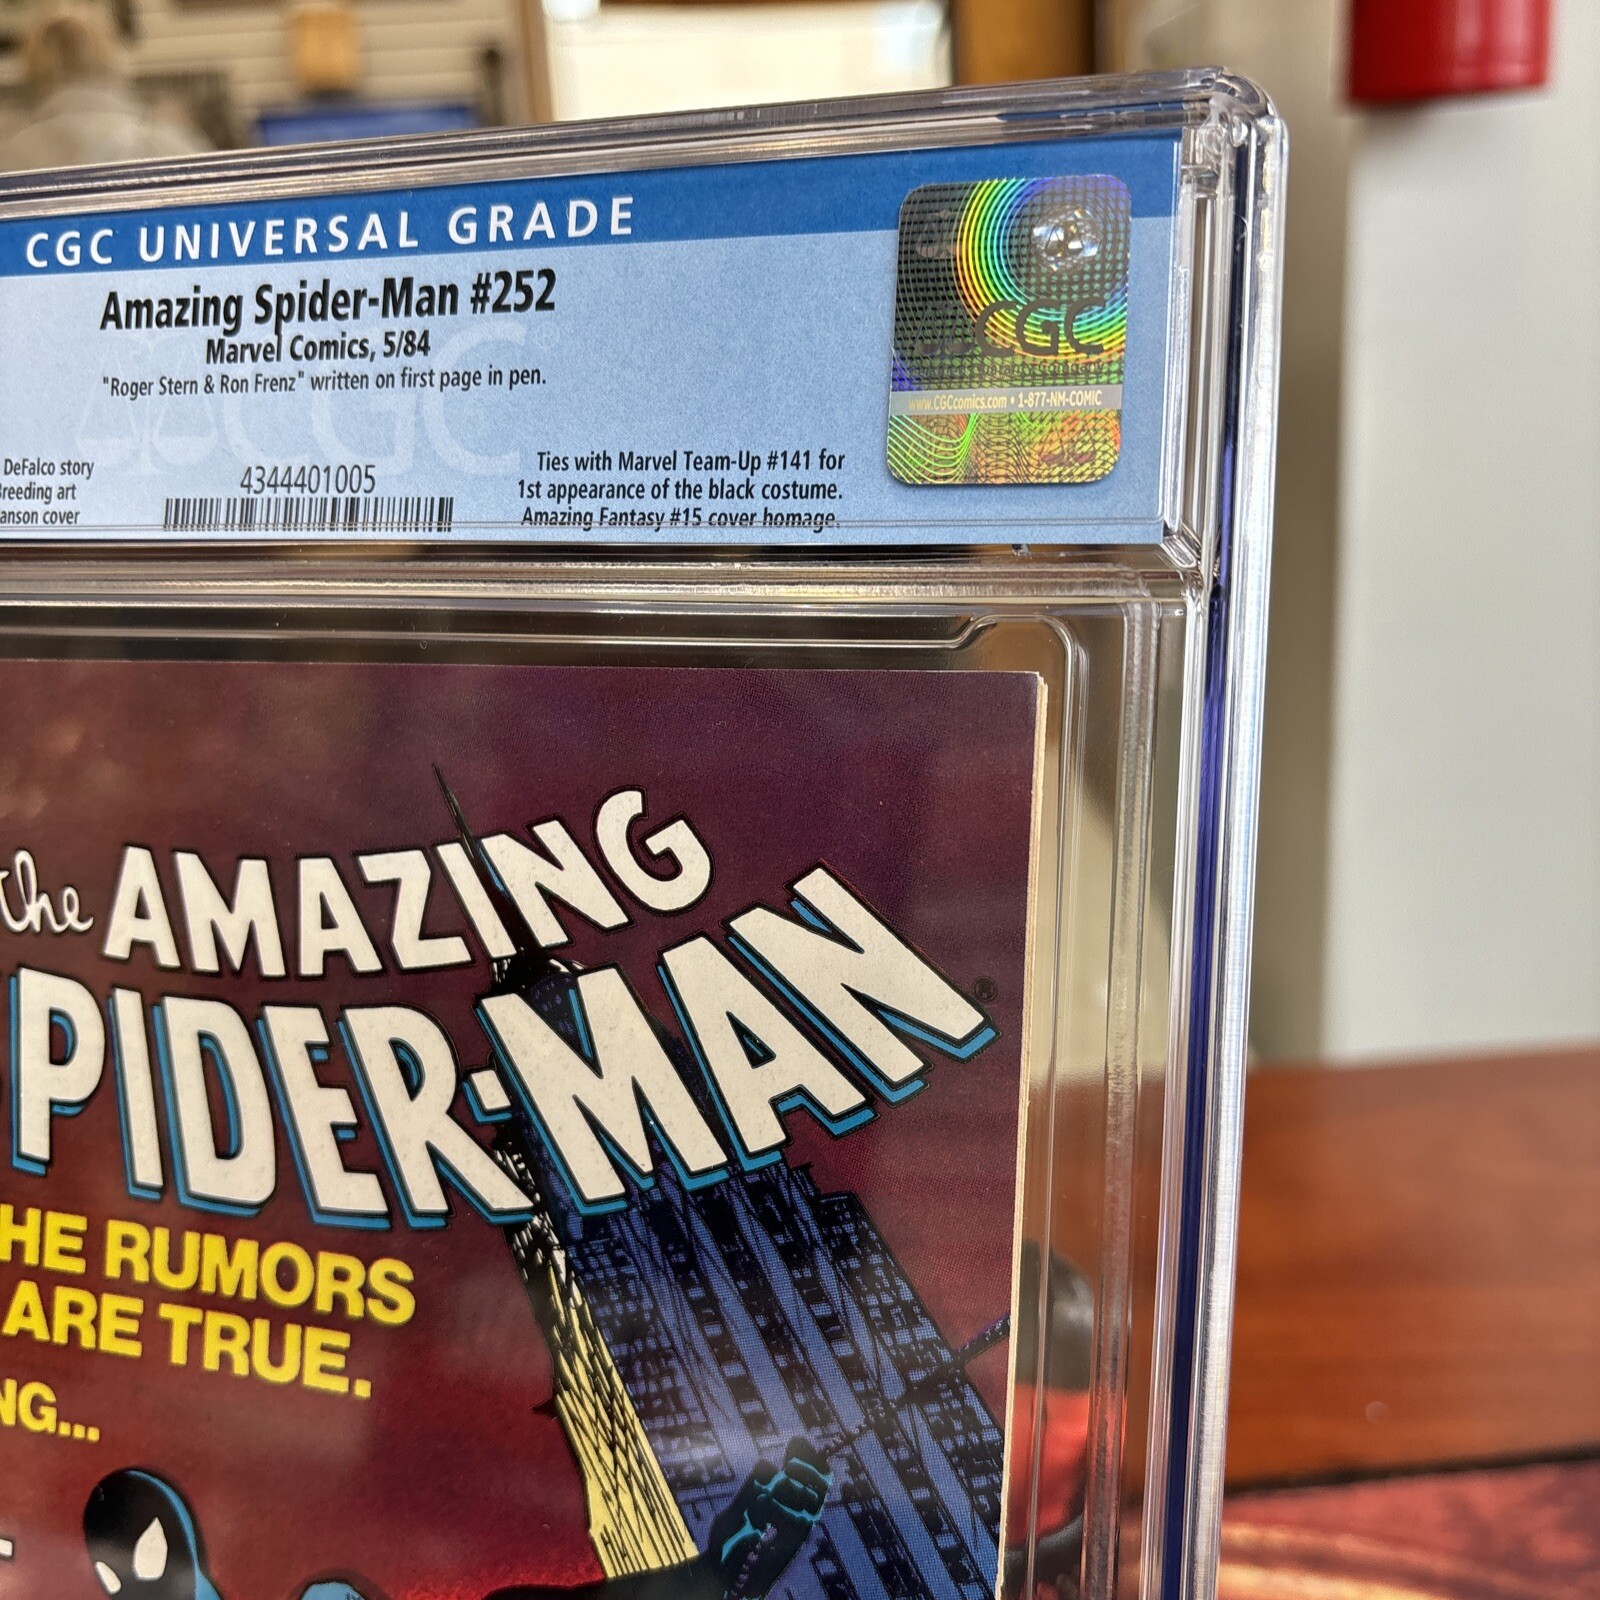 CGC UNIVERSAL GRADE
Amazing Spider-Man #252
Marvel Comics, 5/84
"Roger Stern & Ron Frenz" written on first page in pen.
DeFalco story
Breeding art
anson cover
4344401005
Ties with Marvel Team-Up #141 for
1st appearance of the black costume.
Amazing Fantasy #15 cover homage.
CGC
www.CGCcomics.com • 1-877-NM-COMIC
CGC
the AMAZING
SPIDER-MAN ®
HE RUMORS
ARE TRUE.
NG...